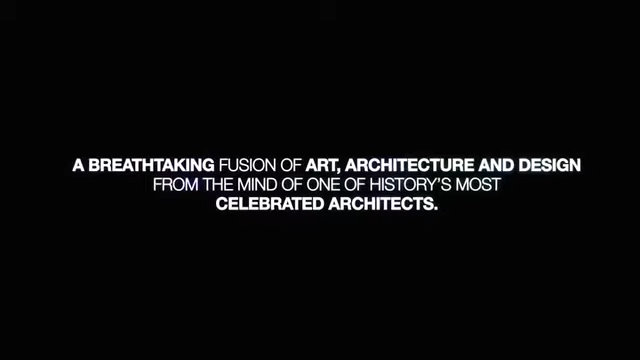 A BREATHTAKING FUSION OF ART, ARCHITECTURE AND DESIGN
FROM THE MIND OF ONE OF HISTORY'S MOST
CELEBRATED ARCHITECTS.